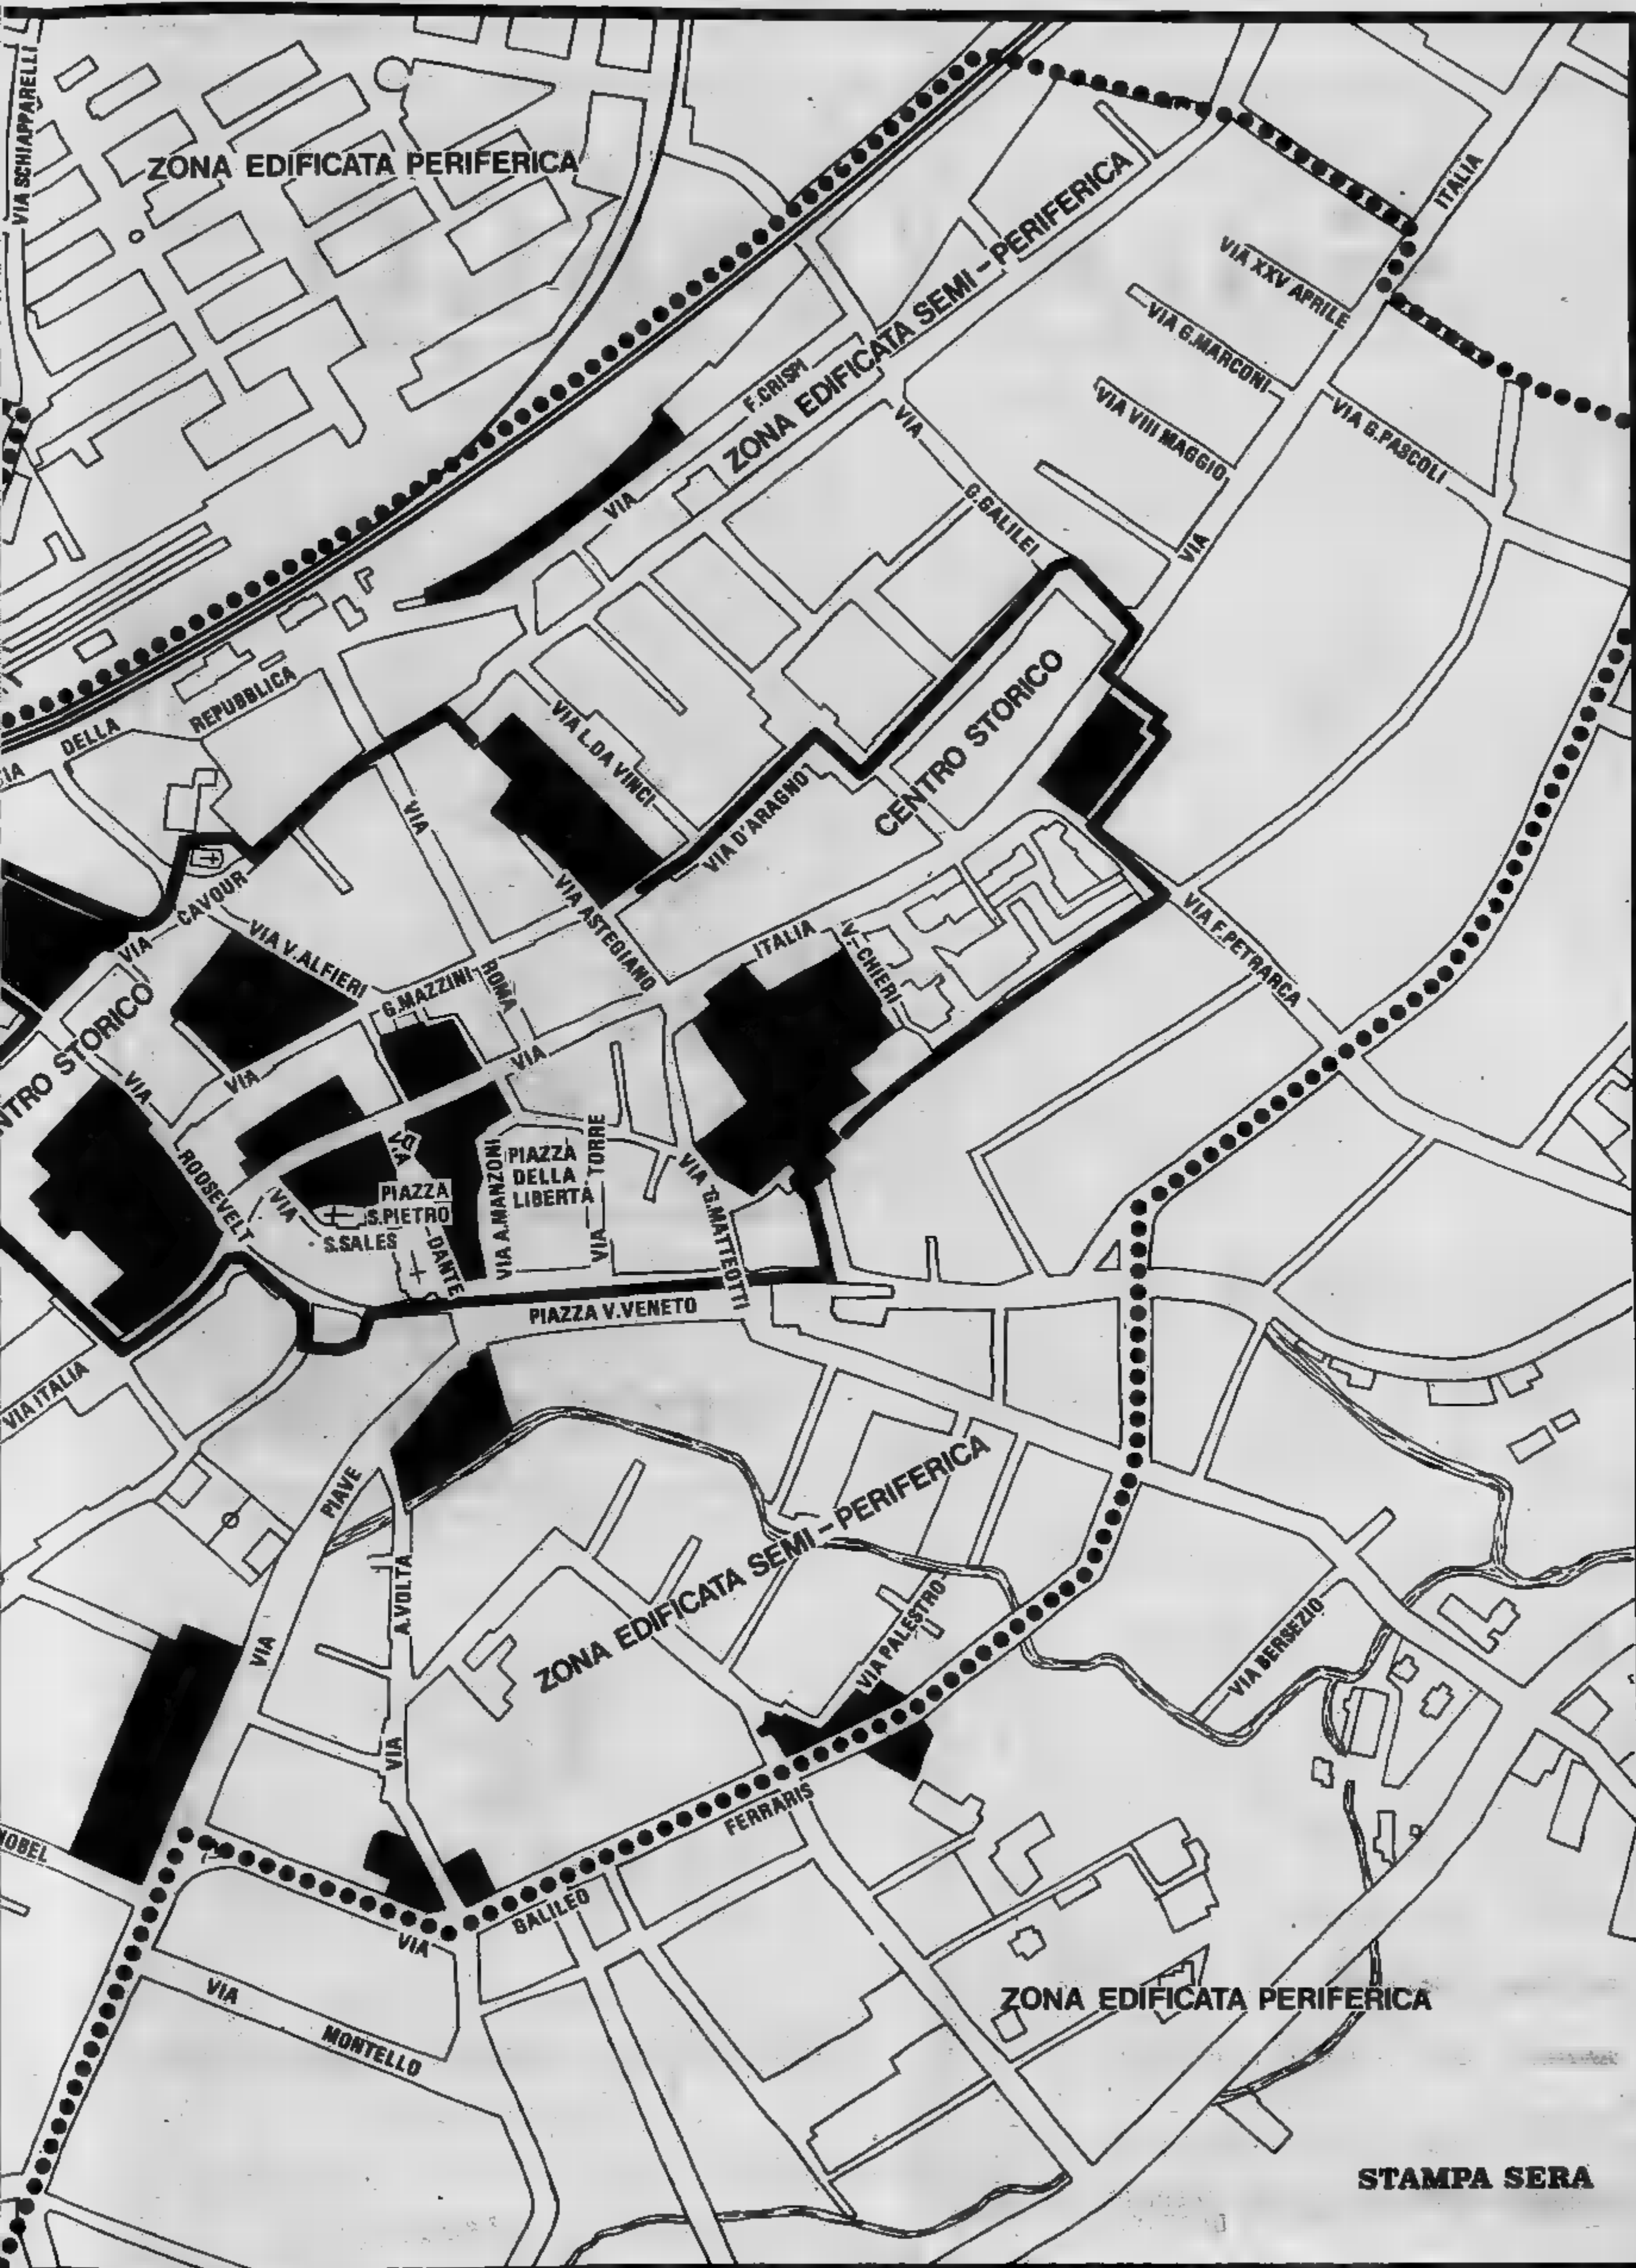 VIA SCHIAPPARELLI
ZONA EDIFICATA PERIFERICA
ITALIA
ZONA EDIFICATA SEMI-PERIFERICA
VIA XXV APRILE
VIA G.MARCONI
F.CRISPI
VIA VIII MAGGIO
VIA G.PASCOLI
VIA
VIA
G.GALILEI
VIA
DELLA
REPUBBLICA
VIA L.DA VINCI
CENTRO STORICO
VIA
VIA D'ARAGNO
VIA CAVOUR
VIA V.ALFIERI
VIA ASTEGIANO
ITALIA
V. CHIERI
VIA F.PETRARCA
G.MAZZINI
ROMA
NTRO STORICO
VIA
VIA
VIA
ROOSEVELT
VIA
VIA
PIAZZA
S.PIETRO
S.SALES
DANTE
VIA A.MANZONI
PIAZZA
DELLA
LIBERTÀ
VIA TORRE
VIA G.MATTEOTTI
PIAZZA V.VENETO
VIA ITALIA
PIAVE
VIA
A.VOLTA
VIA
ZONA EDIFICATA SEMI-PERIFERICA
VIA PALESTRO
VIA BERSEZIO
NOBEL
FERRARIS
GALILEO
VIA
VIA
MONTELLO
ZONA EDIFICATA PERIFERICA
STAMPA SERA